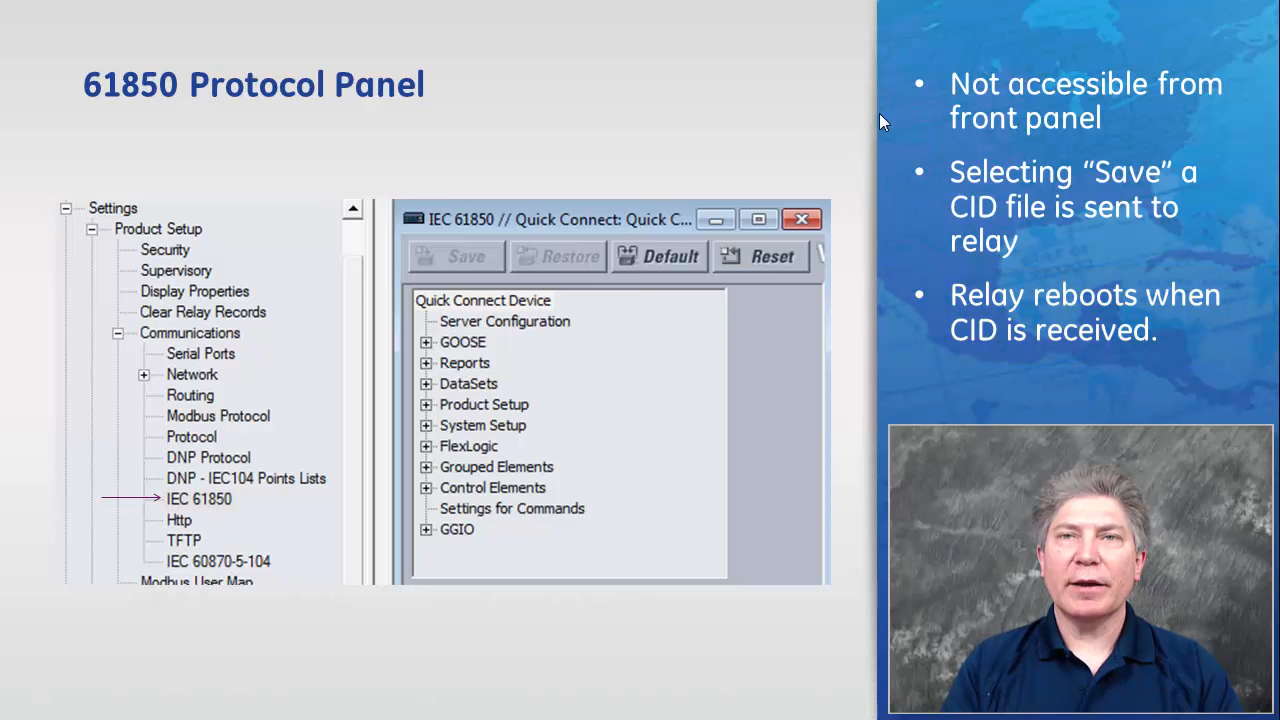 61850 Protocol Panel
Settings
Product Setup
Security
Supervisory
Display Properties
Clear Relay Records
Communications
Serial Ports
Network
Routing
Modbus Protocol
Protocol
DNP Protocol
DNP - IEC104 Points Lists
IEC 61850
Http
TFTP
IEC 60870-5-104
Modbus User Map
IEC 61850 // Quick Connect: Quick C...
Save Restore Default Reset
Quick Connect Device
Server Configuration
GOOSE
Reports
DataSets
Product Setup
System Setup
FlexLogic
Grouped Elements
Control Elements
Settings for Commands
GGIO
• Not accessible from
front panel
• Selecting “Save” a
CID file is sent to
relay
• Relay reboots when
CID is received.